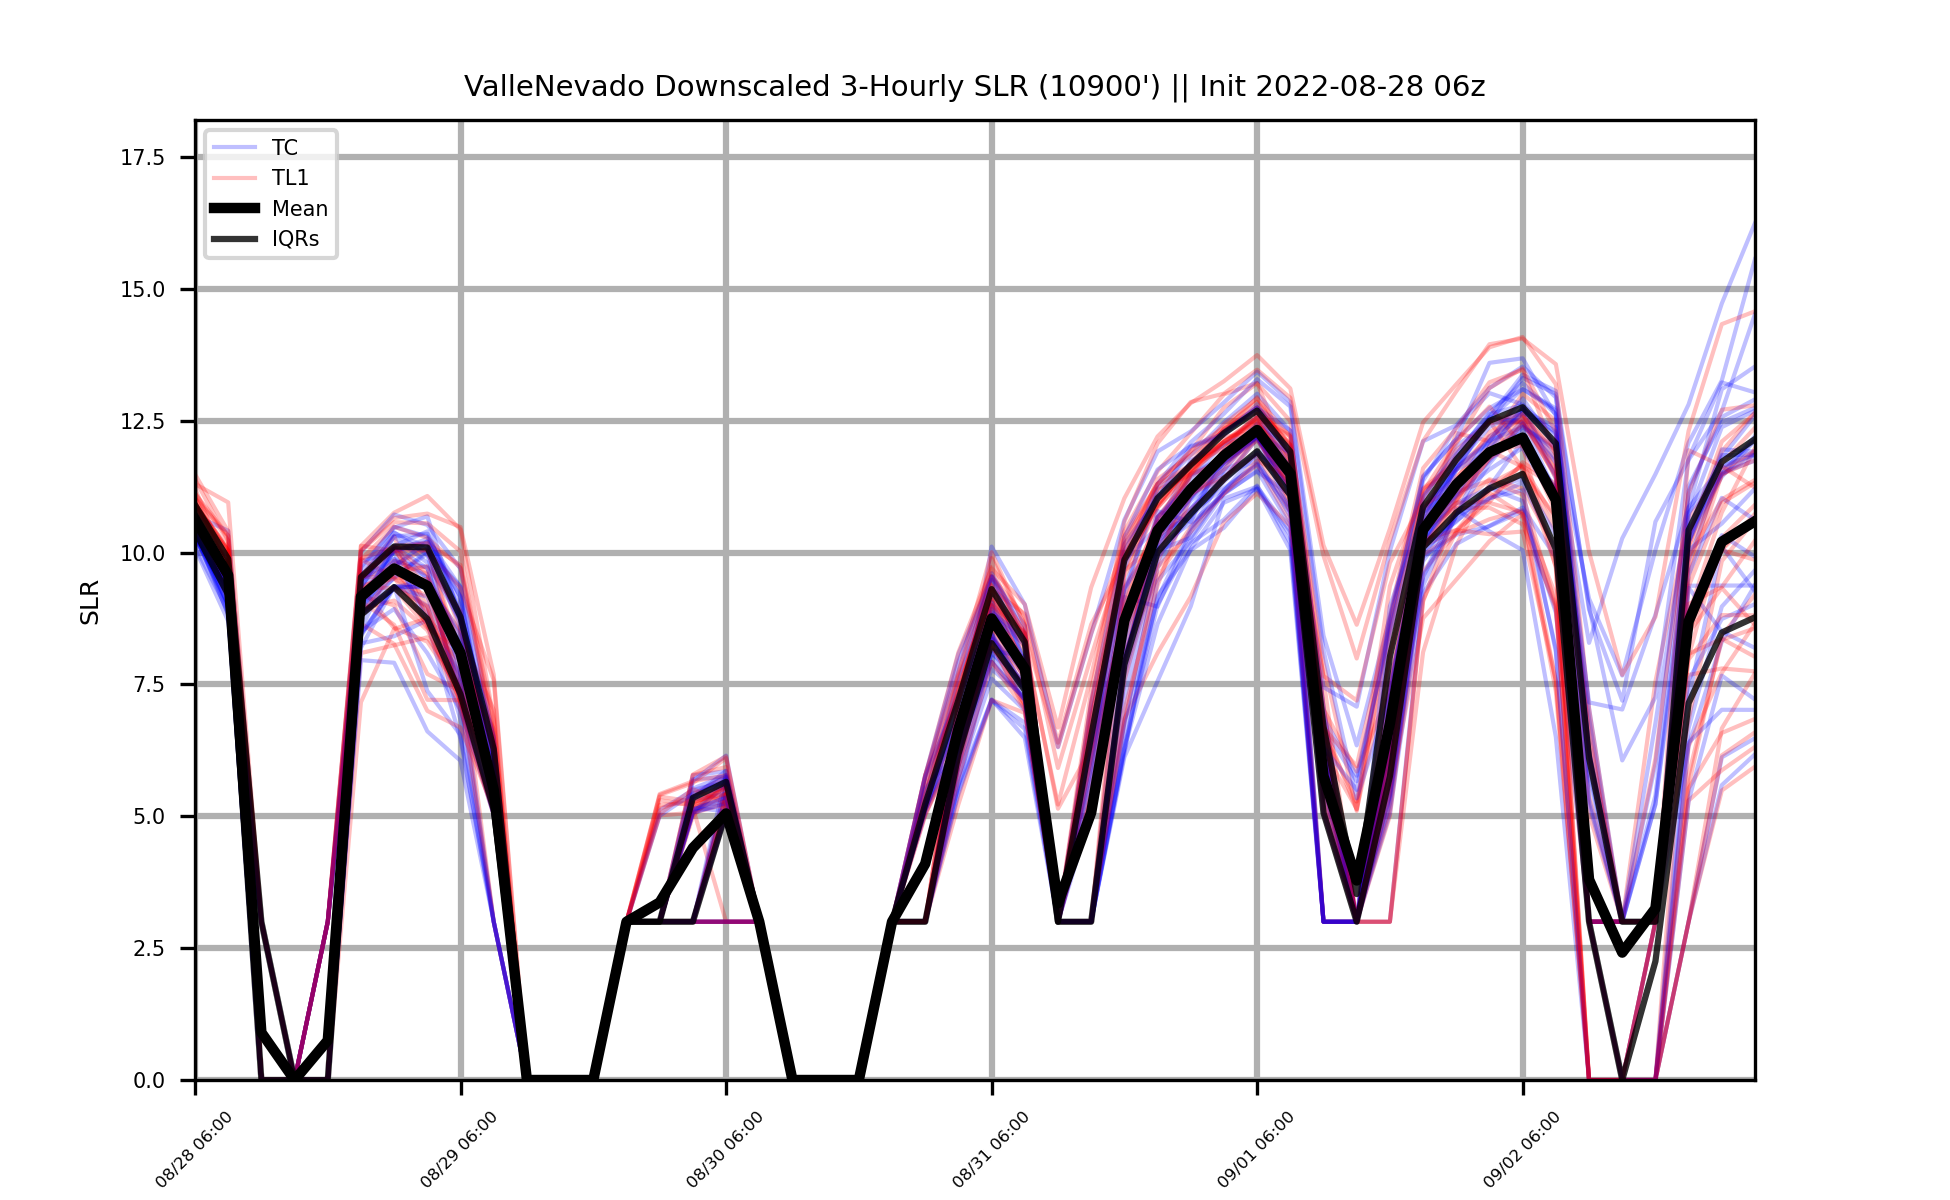 ValleNevado Downscaled 3-Hourly SLR (10900') || Init 2022-08-28 06z
TC
TL1
Mean
IQRs
17.5
15.0
12.5
10.0
7.5
5.0
2.5
0.0
SLR
08/28 06:00
08/29 06:00
08/30 06:00
08/31 06:00
09/01 06:00
09/02 06:00